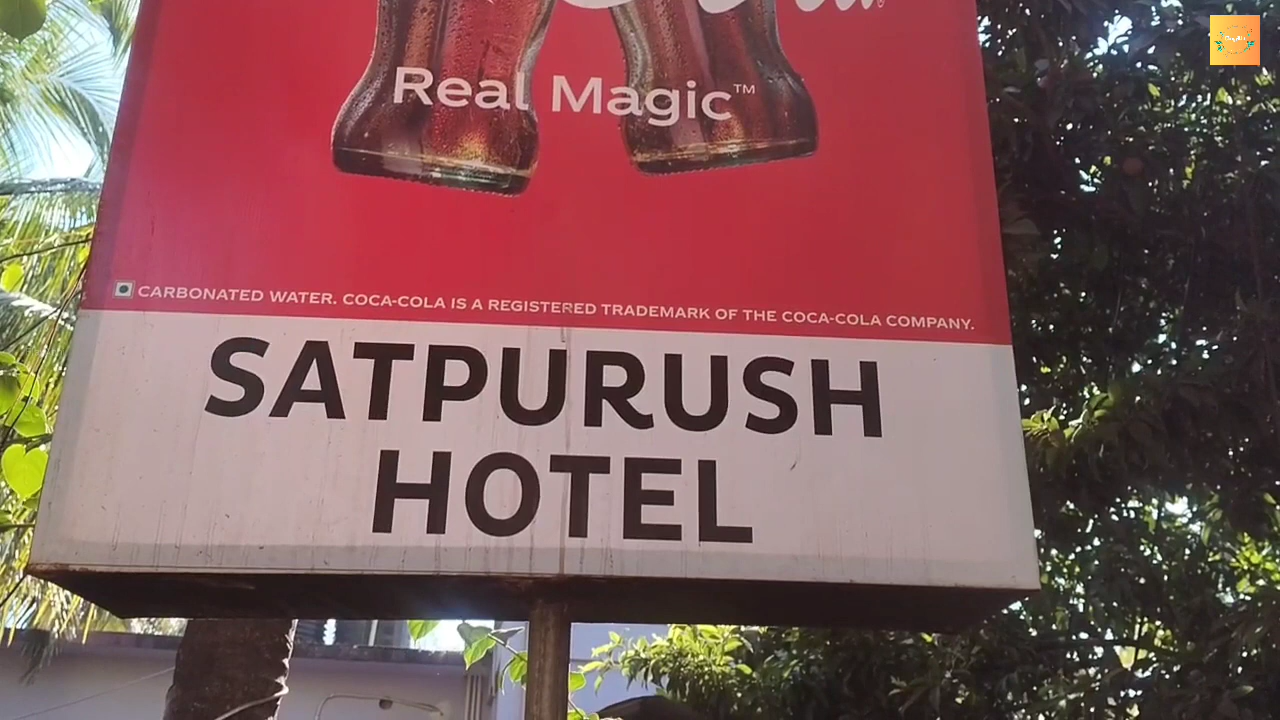 Real Magic™
CARBONATED WATER. COCA-COLA IS A REGISTERED TRADEMARK OF THE COCA-COLA COMPANY.
SATPURUSH
HOTEL